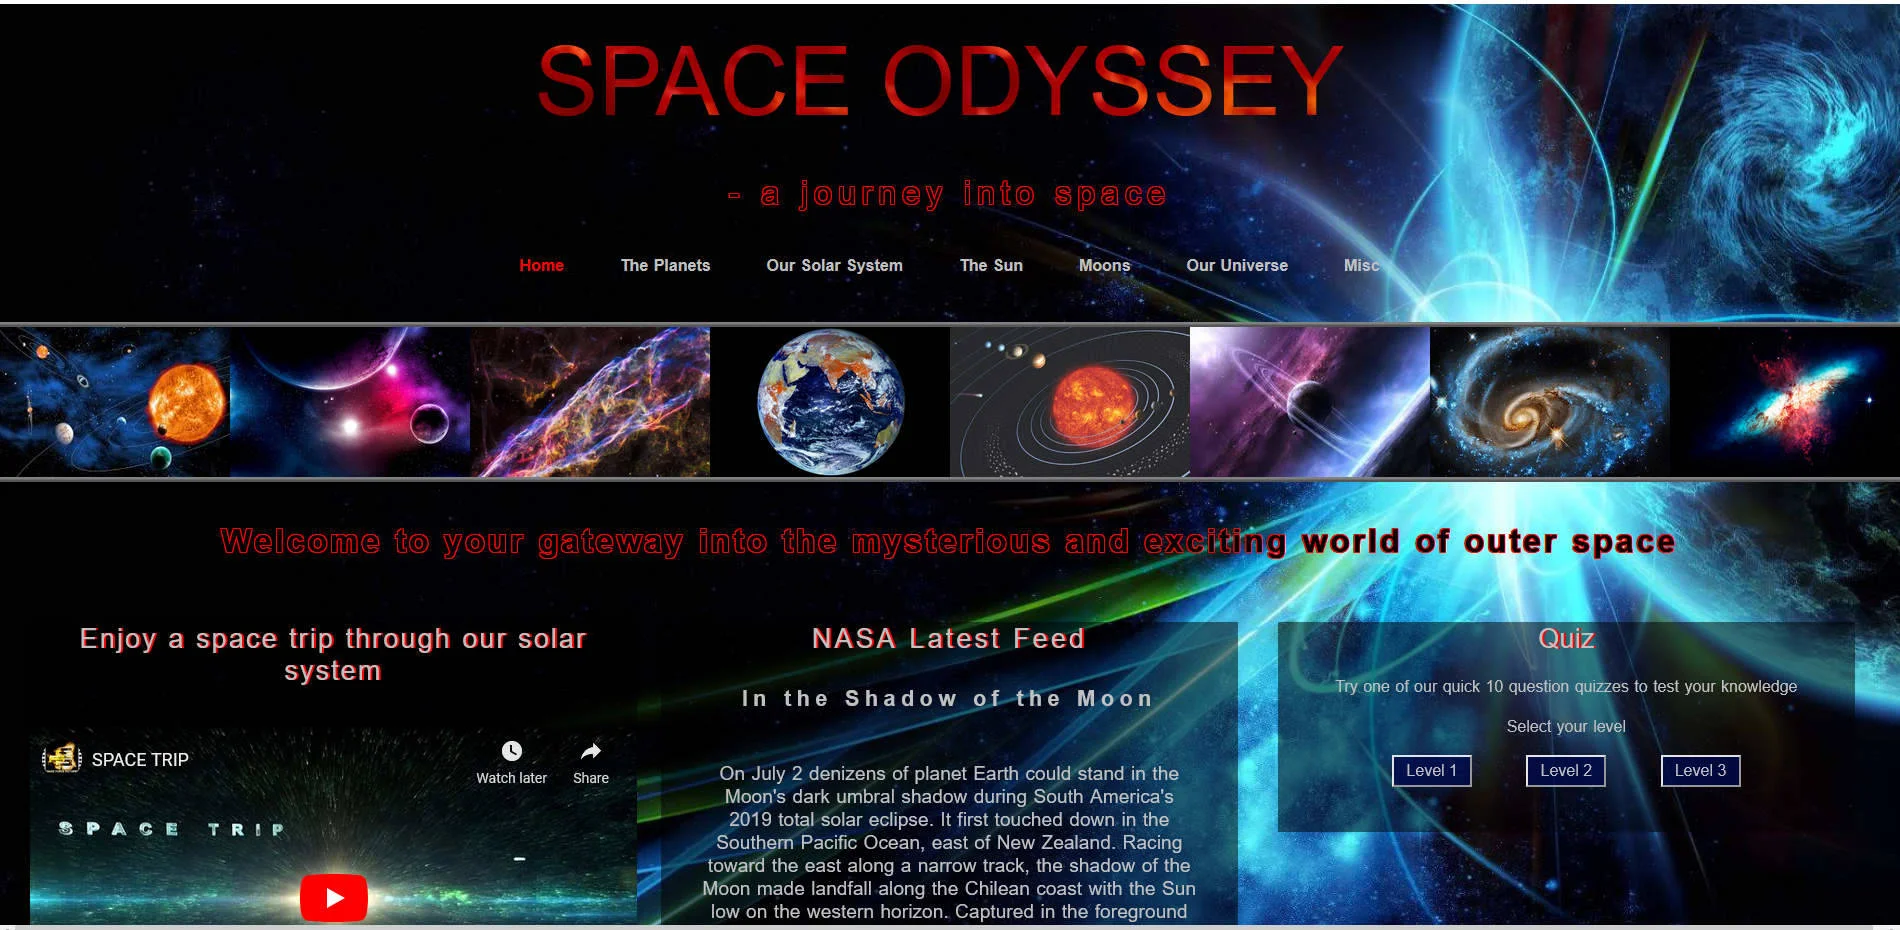 SPACE ODYSSEY
- a journey into space
Home The Planets Our Solar System The Sun Moons Our Universe Misc
Welcome to your gateway into the mysterious and exciting world of outer space
Enjoy a space trip through our solar
system
SPACE TRIP
Watch later Share
SPACE TRIP
NASA Latest Feed
In the Shadow of the Moon
On July 2 denizens of planet Earth could stand in the
Moon's dark umbral shadow during South America's
2019 total solar eclipse. It first touched down in the
Southern Pacific Ocean, east of New Zealand. Racing
toward the east along a narrow track, the shadow of the
Moon made landfall along the Chilean coast with the Sun
low on the western horizon. Captured in the foreground
Quiz
Try one of our quick 10 question quizzes to test your knowledge
Select your level
Level 1 Level 2 Level 3